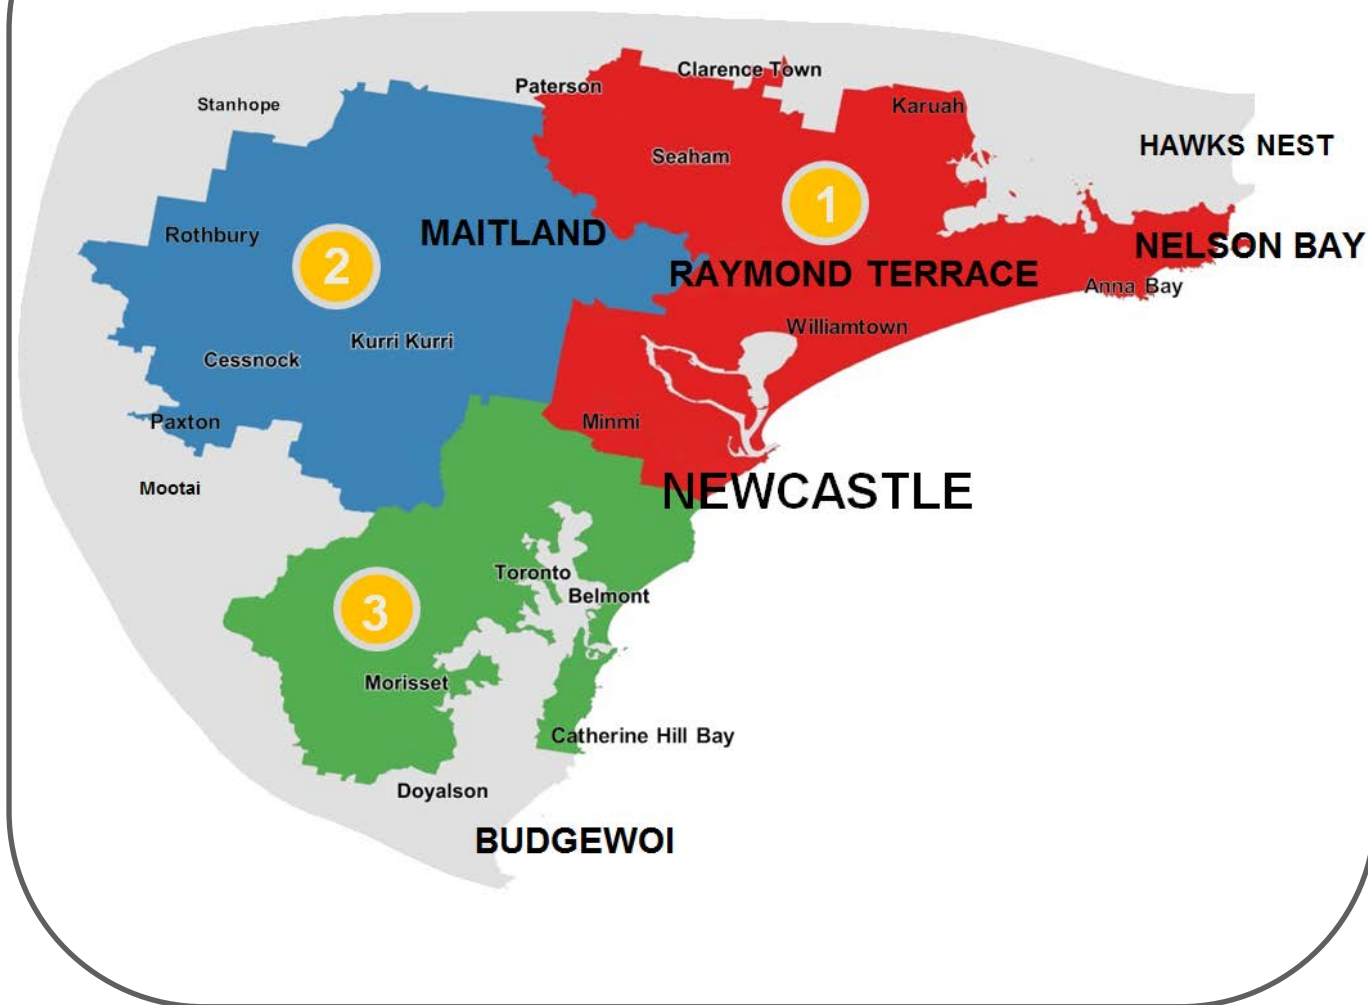 Clarence Town
Paterson
Stanhope
Karuah
HAWKS NEST
Seaham
1
Rothbury
MAITLAND
NELSON BAY
2
RAYMOND TERRACE
Anna Bay
Williamtown
Kurri Kurri
Cessnock
Paxton
Minmi
Mootai
NEWCASTLE
Toronto
Belmont
3
Morisset
Catherine Hill Bay
Doyalson
BUDGEWOI